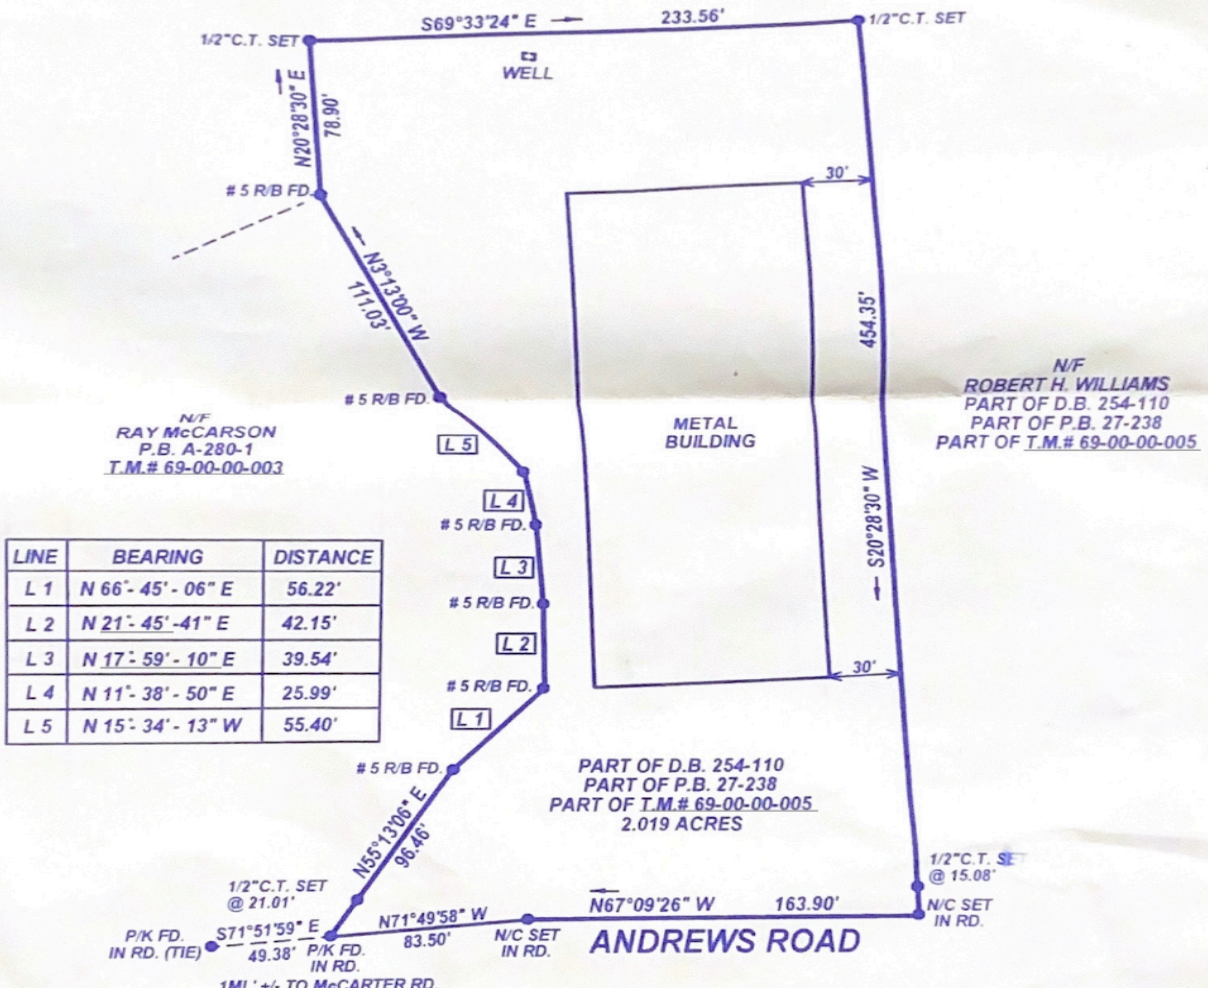 S69°33'24" E 233.56'
1/2"C.T. SET
1/2"C.T. SET
WELL
N20°28'30" E
78.90'
# 5 R/B FD.
30'
N3°13'00" W
111.03'
454.35'
# 5 R/B FD.
N/F
ROBERT H. WILLIAMS
PART OF D.B. 254-110
PART OF P.B. 27-238
PART OF T.M.# 69-00-00-005
N/F
RAY McCARSON
P.B. A-280-1
T.M.# 69-00-00-003
METAL
BUILDING
L 5
L 4
# 5 R/B FD.
S20°28'30" W
L 3
# 5 R/B FD.
L 2
# 5 R/B FD.
L 1
30'
LINE BEARING DISTANCE
L 1 N 66°- 45' - 06" E 56.22'
L 2 N 21°- 45' -41" E 42.15'
L 3 N 17°- 59' - 10" E 39.54'
L 4 N 11°- 38' - 50" E 25.99'
L 5 N 15°- 34' - 13" W 55.40'
# 5 R/B FD.
PART OF D.B. 254-110
PART OF P.B. 27-238
PART OF T.M.# 69-00-00-005
2.019 ACRES
N55°13'06" E
96.46'
1/2"C.T. SET
@ 21.01'
1/2"C.T. SET
@ 15.08'
N/C SET
IN RD.
P/K FD.
IN RD. (TIE)
S71°51'59" E
49.38'
P/K FD.
IN RD.
N71°49'58" W
83.50'
N/C SET
IN RD.
N67°09'26" W 163.90'
ANDREWS ROAD
1MI.' +/- TO McCARTER RD.